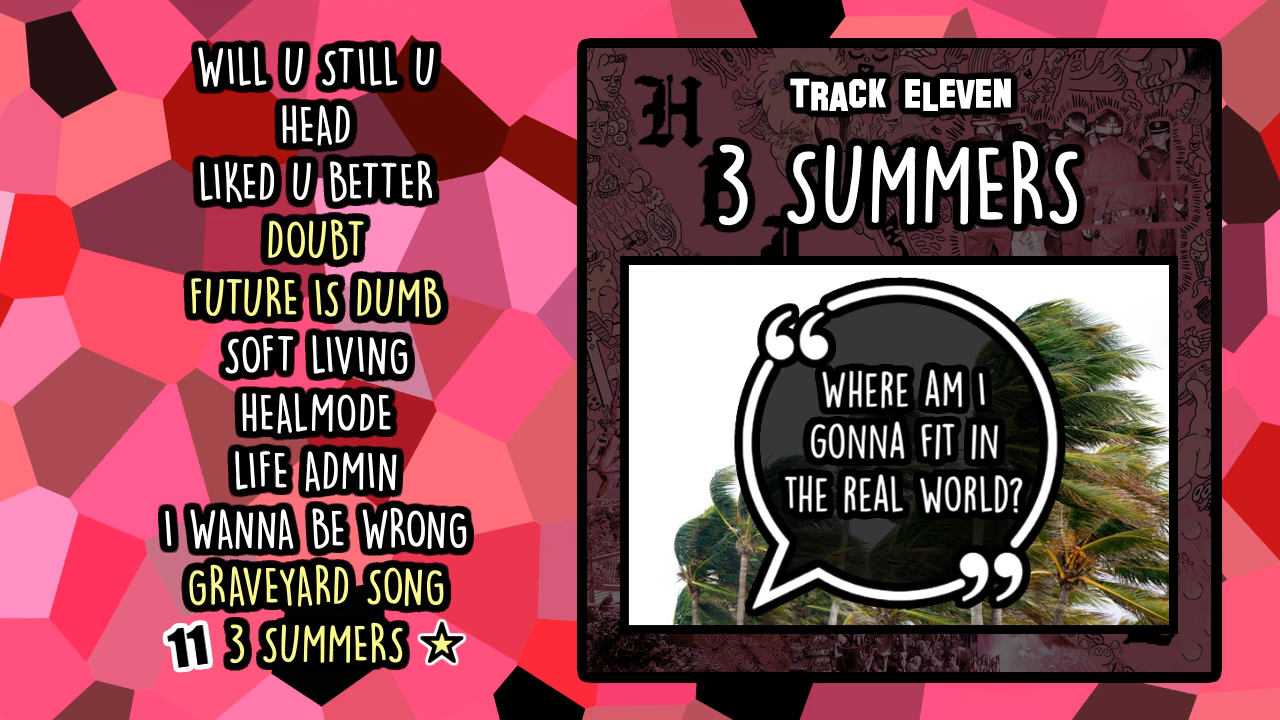 WILL U STILL U
HEAD
LIKED U BETTER
DOUBT
FUTURE IS DUMB
SOFT LIVING
HEALMODE
LIFE ADMIN
I WANNA BE WRONG
GRAVEYARD SONG
11 3 SUMMERS
TRACK ELEVEN
3 SUMMERS
“WHERE AM I
GONNA FIT IN
THE REAL WORLD?”